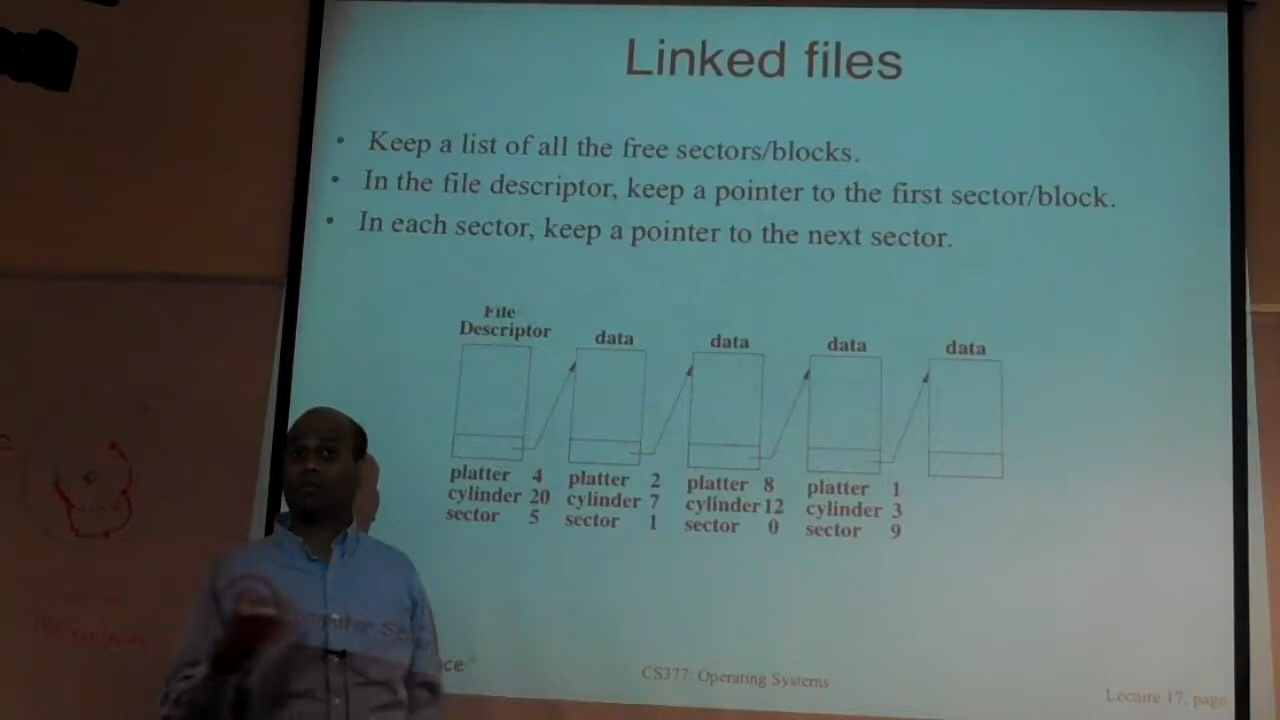 Linked files
• Keep a list of all the free sectors/blocks.
• In the file descriptor, keep a pointer to the first sector/block.
• In each sector, keep a pointer to the next sector.
File
Descriptor data data data data
platter 4 platter 2 platter 8 platter 1
cylinder 20 cylinder 7 cylinder 12 cylinder 3
sector 5 sector 1 sector 0 sector 9
CS377: Operating Systems
Lecture 17, page